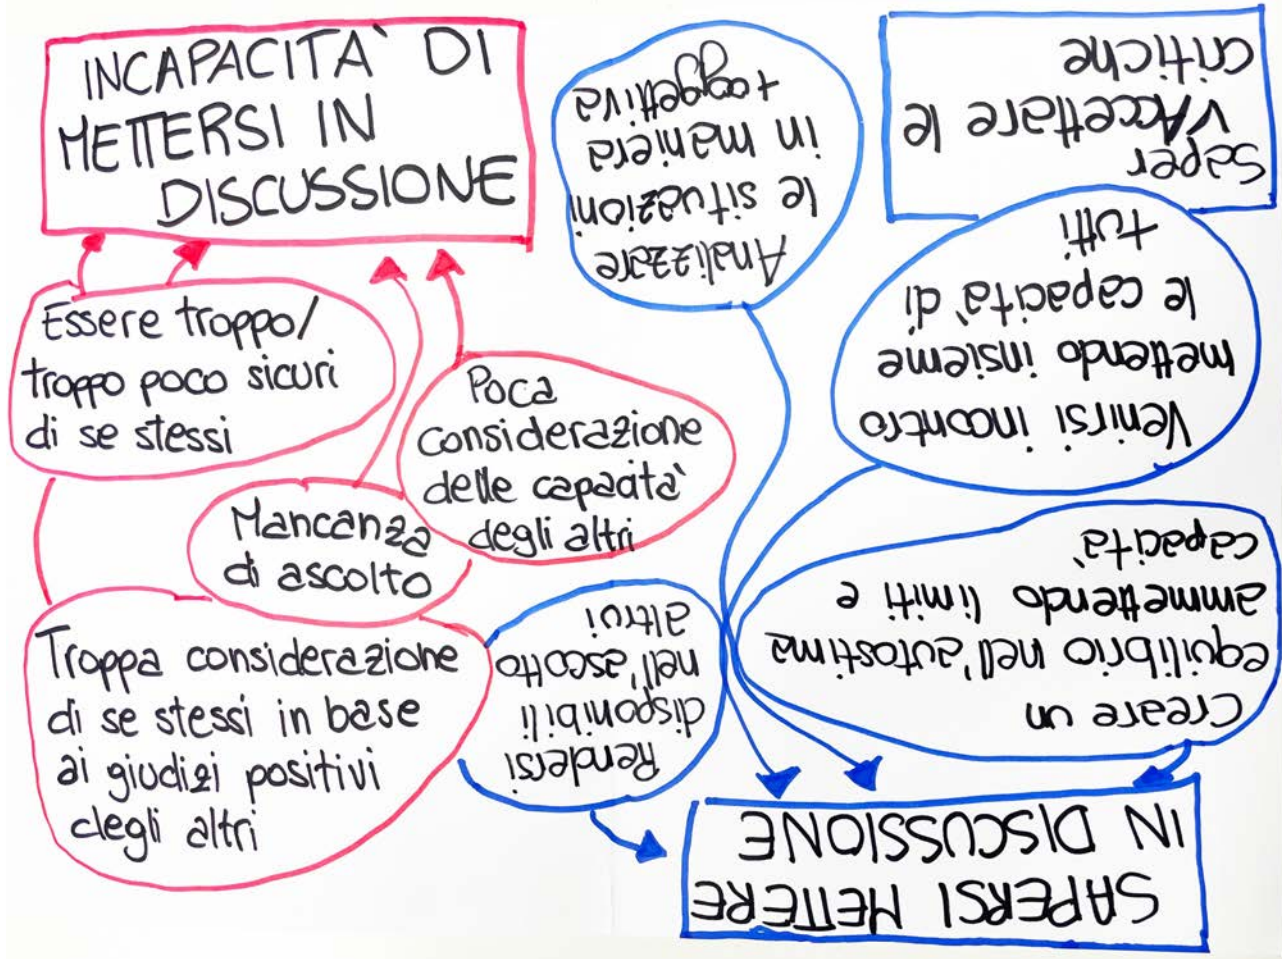 INCAPACITA` DI
METTERSI IN
DISCUSSIONE
Essere troppo/
troppo poco sicuri
di se stessi
Poca
considerazione
delle capacità
degli altri
Mancanza
di ascolto
Troppa considerazione
di se stessi in base
ai giudizi positivi
degli altri
SAPERSI METTERE
IN DISCUSSIONE
Creare un
equilibrio nell'autostima
ammettendo limiti e
capacità
Rendersi
disponibili
nell'ascolto
altrui
Venirsi incontro
mettendo insieme
le capacità di
tutti
Analizzare
le situazioni
in maniera
+oggettiva
Saper
Accettare le
critiche